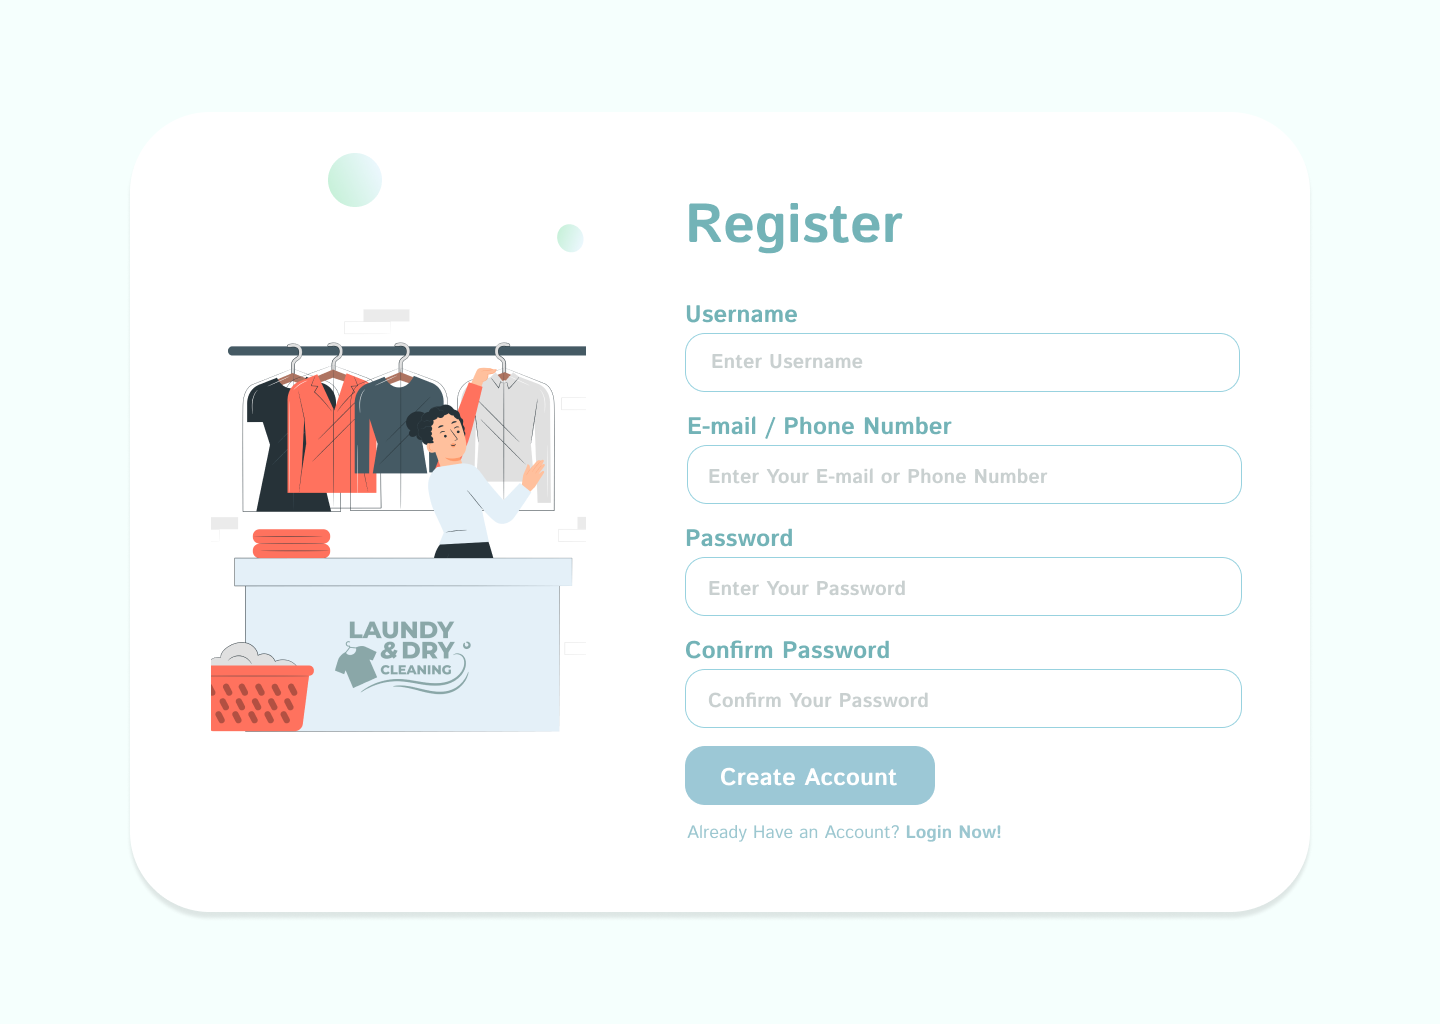 Register
Username
Enter Username
E-mail / Phone Number
Enter Your E-mail or Phone Number
Password
Enter Your Password
Confirm Password
Confirm Your Password
Create Account
Already Have an Account? Login Now!
LAUNDY
& DRY
CLEANING